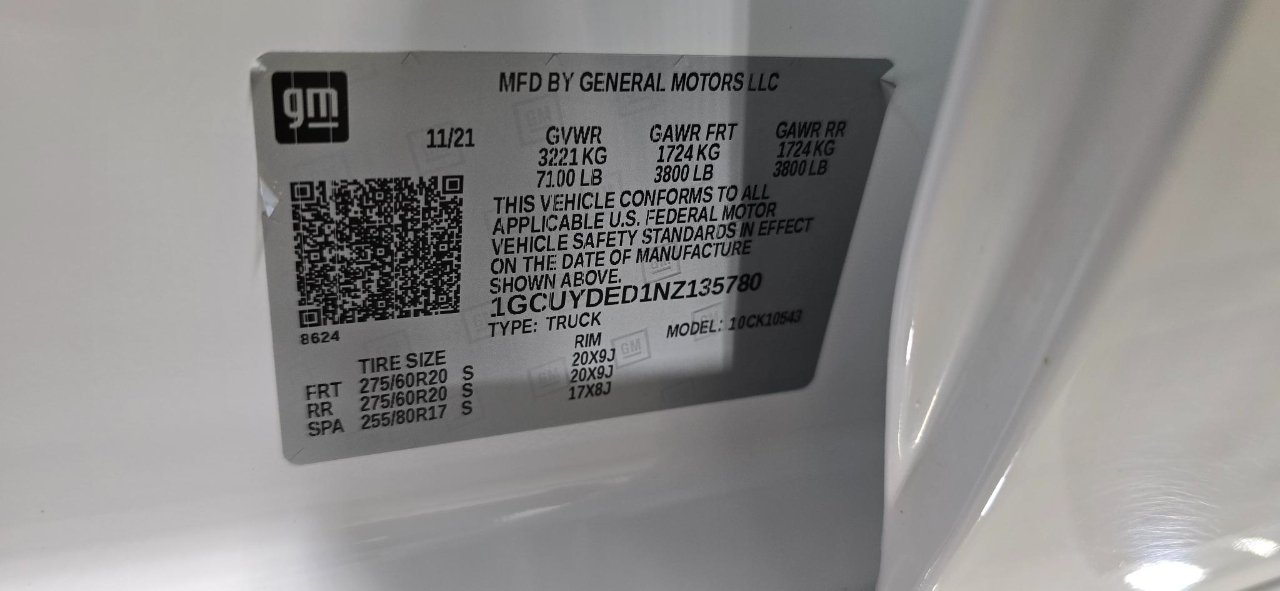 gm
MFD BY GENERAL MOTORS LLC
11/21 GVWR GAWR FRT GAWR RR
3221 KG 1724 KG 1724 KG
7100 LB 3800 LB 3800 LB
THIS VEHICLE CONFORMS TO ALL
APPLICABLE U.S. FEDERAL MOTOR
VEHICLE SAFETY STANDARDS IN EFFECT
ON THE DATE OF MANUFACTURE
SHOWN ABOVE.
1GCUYDED1NZ135780
TYPE: TRUCK MODEL: 10CK10543
8624
TIRE SIZE RIM
FRT 275/60R20 S 20X9J
RR 275/60R20 S 20X9J
SPA 255/80R17 S 17X8J